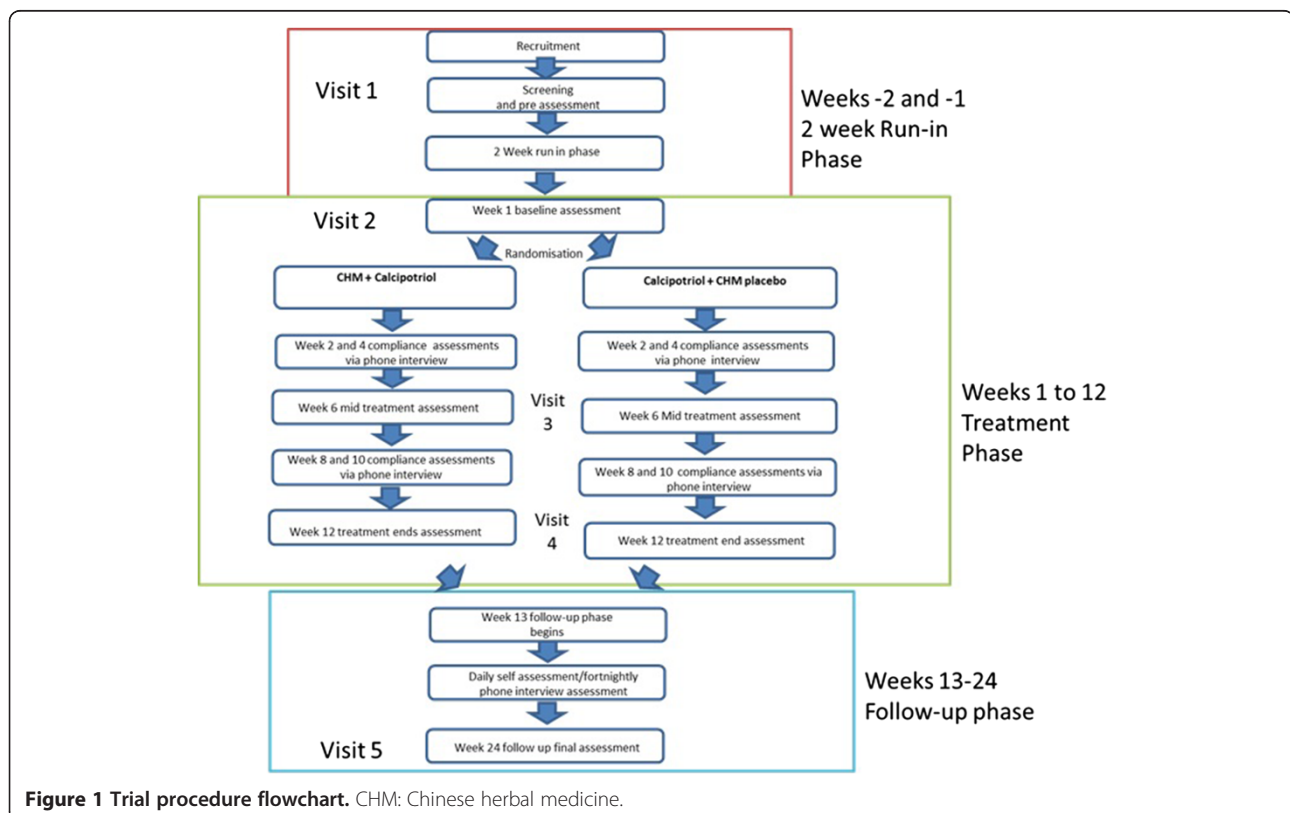 Recruitment
Visit 1
Screening
and pre assessment
2 Week run in phase
Weeks -2 and -1
2 week Run-in
Phase
Visit 2
Week 1 baseline assessment
Randomisation
CHM + Calcipotriol
Calcipotriol + CHM placebo
Week 2 and 4 compliance assessments
via phone interview
Week 2 and 4 compliance assessments
via phone interview
Week 6 mid treatment assessment
Visit
3
Week 6 Mid treatment assessment
Week 8 and 10 compliance assessments
via phone interview
Week 8 and 10 compliance assessments via
phone interview
Week 12 treatment ends assessment
Visit
4
Week 12 treatment end assessment
Weeks 1 to 12
Treatment
Phase
Week 13 follow-up phase
begins
Daily self assessment/fortnightly
phone interview assessment
Visit 5
Week 24 follow up final assessment
Weeks 13-24
Follow-up phase
Figure 1 Trial procedure flowchart. CHM: Chinese herbal medicine.